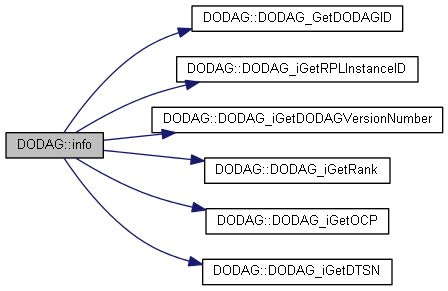 DODAG::DODAG_GetDODAGID
DODAG::DODAG_iGetRPLInstanceID
DODAG::DODAG_iGetDODAGVersionNumber
DODAG::info
DODAG::DODAG_iGetRank
DODAG::DODAG_iGetOCP
DODAG::DODAG_iGetDTSN